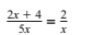 (2x + 4)/(5x) = 2/x